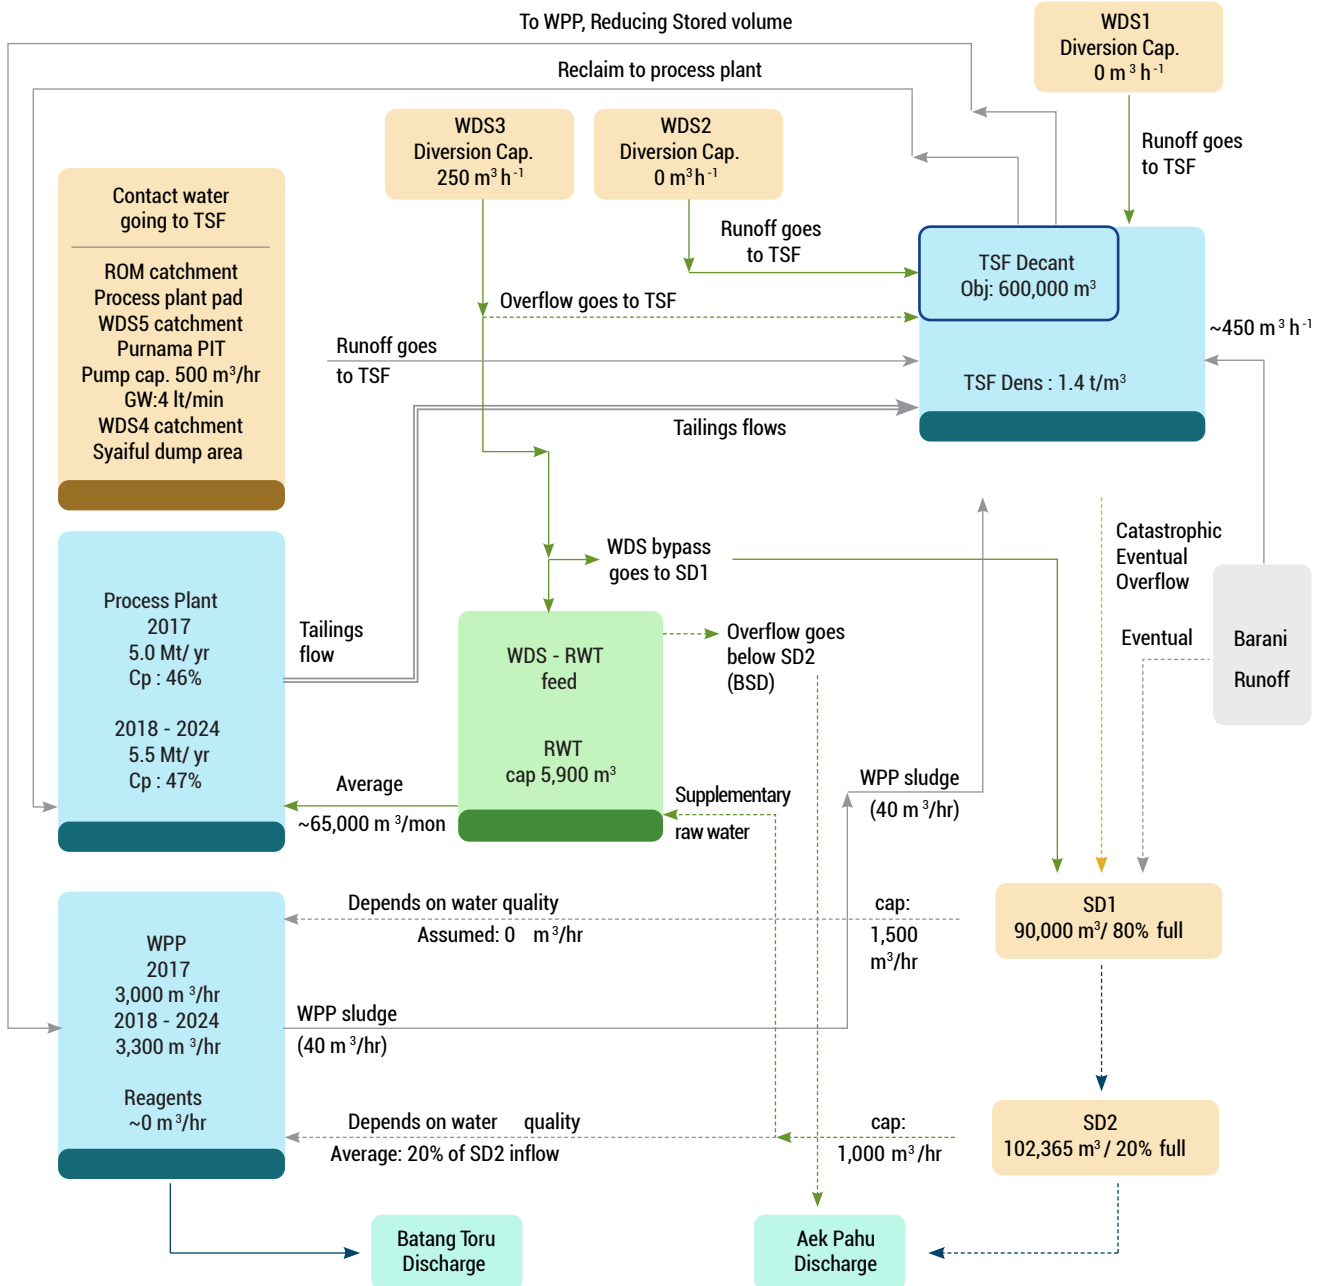 To WPP, Reducing Stored volume
WDS1
Diversion Cap.
0 m³ h⁻¹
Reclaim to process plant
WDS3
Diversion Cap.
250 m³ h⁻¹
WDS2
Diversion Cap.
0 m³h⁻¹
Runoff goes
to TSF
Contact water
going to TSF
ROM catchment
Process plant pad
WDS5 catchment
Purnama PIT
Pump cap. 500 m³/hr
GW:4 lt/min
WDS4 catchment
Syaiful dump area
Runoff goes
to TSF
TSF Decant
Obj: 600,000 m³
Overflow goes to TSF
~450 m³ h⁻¹
Runoff goes
to TSF
TSF Dens : 1.4 t/m³
Tailings flows
Catastrophic
Eventual
Overflow
WDS bypass
goes to SD1
Process Plant
2017
5.0 Mt/ yr
Cp : 46%
2018 - 2024
5.5 Mt/ yr
Cp : 47%
Tailings
flow
WDS - RWT
feed
RWT
cap 5,900 m³
Overflow goes
below SD2
(BSD)
Eventual
Barani
Runoff
Average
~65,000 m³/mon
Supplementary
raw water
WPP sludge
(40 m³/hr)
WPP
2017
3,000 m³/hr
2018 - 2024
3,300 m³/hr
Reagents
~0 m³/hr
Depends on water quality
Assumed: 0 m³/hr
cap:
1,500
m³/hr
SD1
90,000 m³/ 80% full
WPP sludge
(40 m³/hr)
Depends on water quality
Average: 20% of SD2 inflow
cap:
1,000 m³/hr
SD2
102,365 m³/ 20% full
Batang Toru
Discharge
Aek Pahu
Discharge